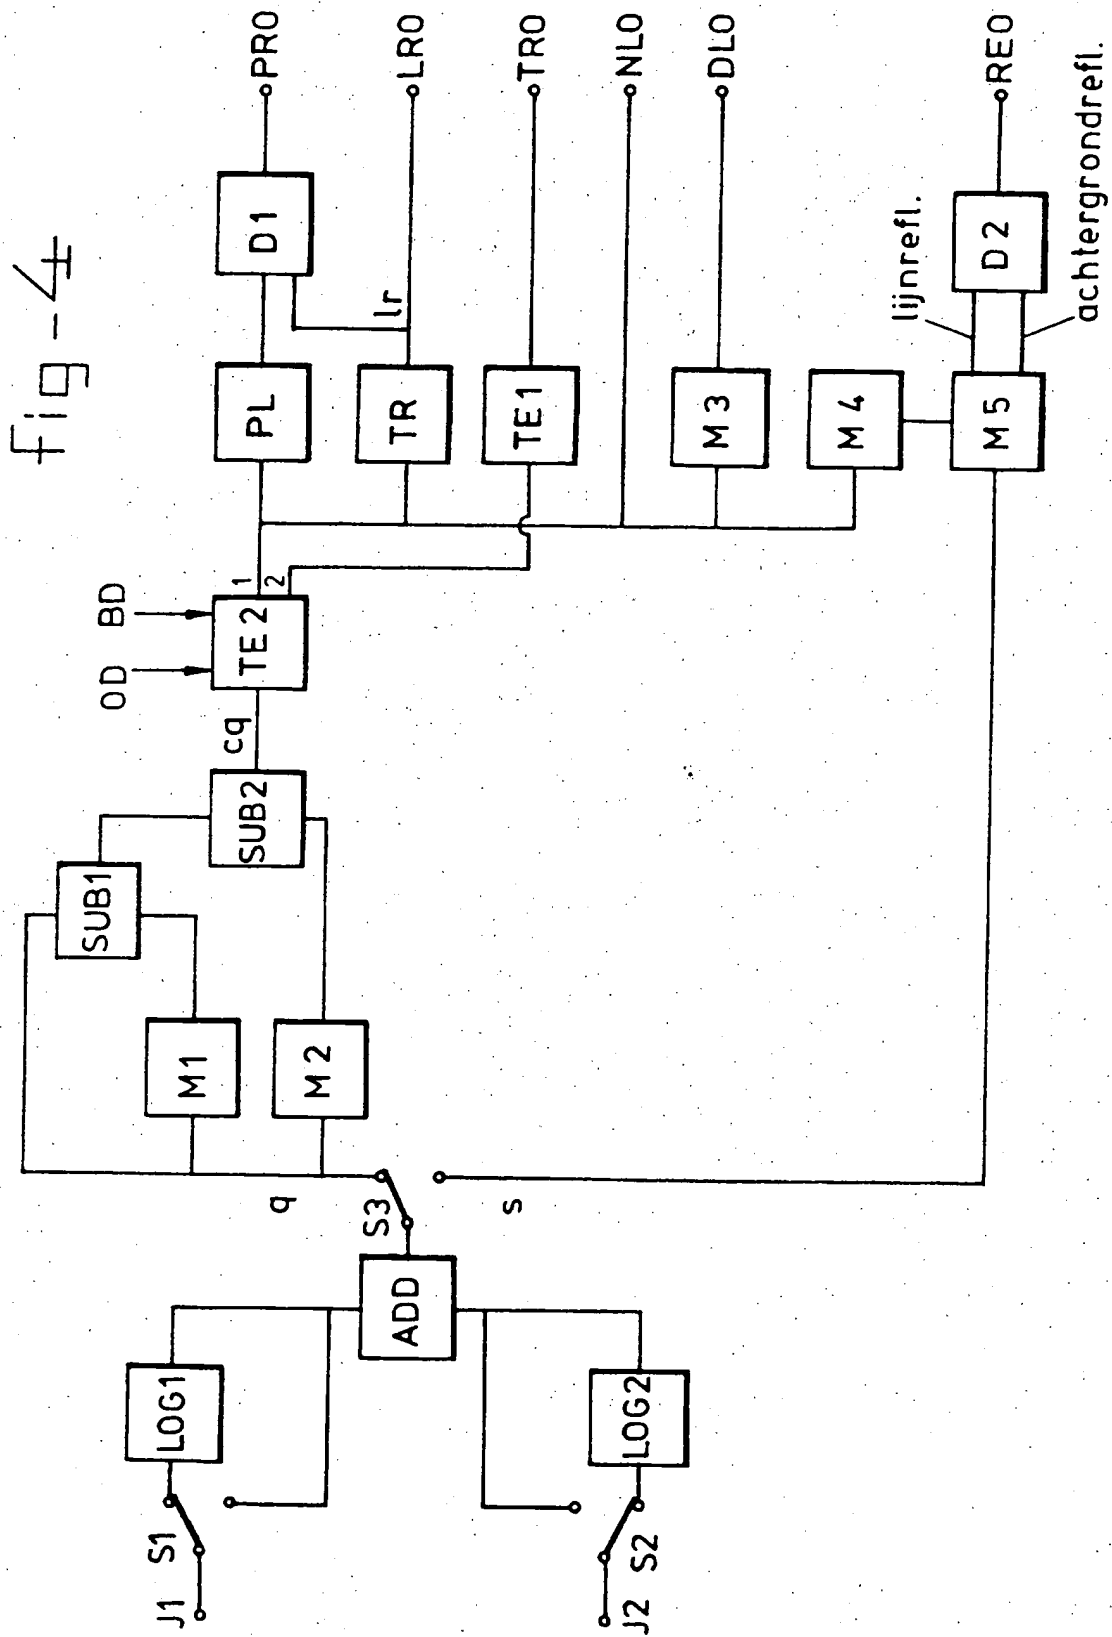 fig-4
J1
S1
LOG1
J2
S2
LOG2
ADD
S3
q
s
M1
M2
SUB1
SUB2
cq
OD
BD
TE2
1
2
PL
TR
TE1
M3
M4
M5
lr
D1
lijnrefl.
D2
achtergrondrefl.
PRO
LRO
TRO
NLO
DLO
REO